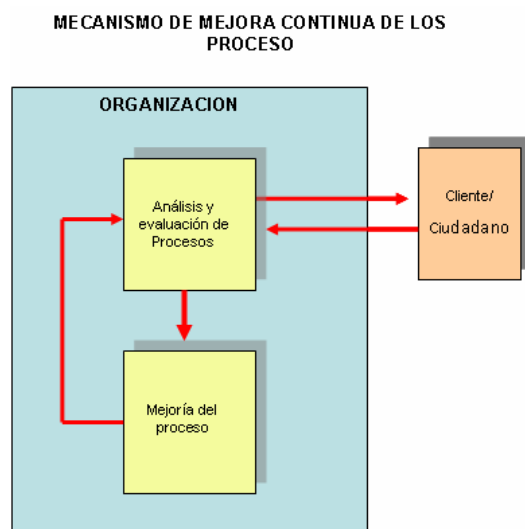 MECANISMO DE MEJORA CONTINUA DE LOS
PROCESO
ORGANIZACION
Análisis y
evaluación de
Procesos
Cliente/
Ciudadano
Mejoría del
proceso